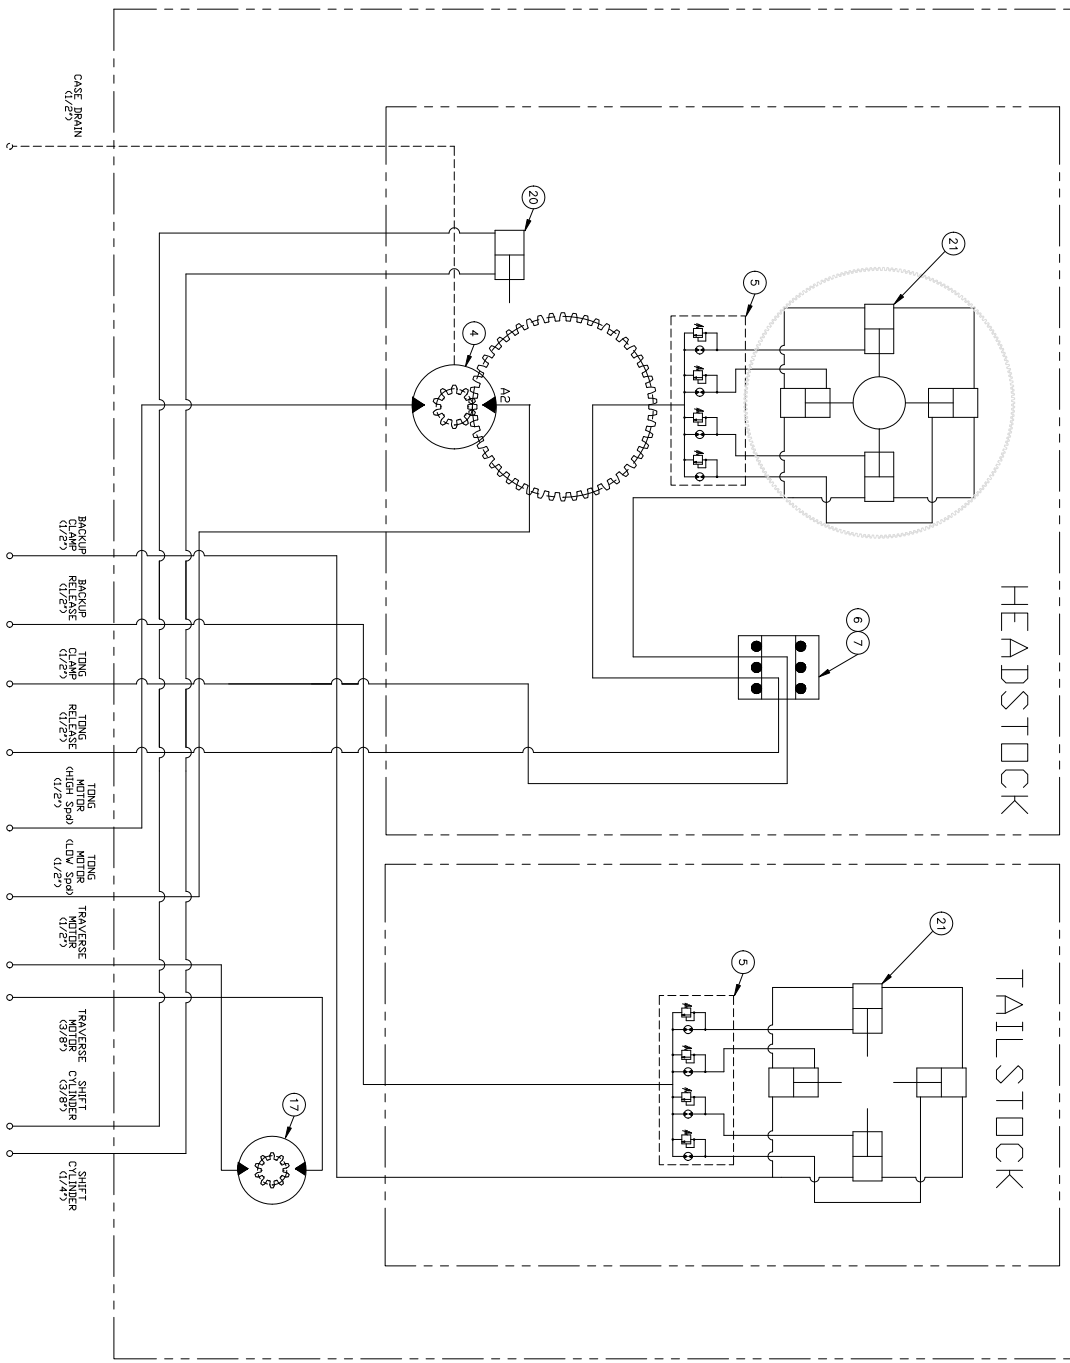 HEADSTOCK
TAILSTOCK
21
21
5
5
20
4
A2
6
7
17
CASE DRAIN
(1/2")
BACKUP
CLAMP
(1/2")
BACKUP
RELEASE
(1/2")
TONG
CLAMP
(1/2")
TONG
RELEASE
(1/2")
TONG
MOTOR
(HIGH Spd)
(1/2")
TONG
MOTOR
(LOW Spd)
(1/2")
TRAVERSE
MOTOR
(1/2")
TRAVERSE
MOTOR
(3/8")
SHIFT
CYLINDER
(3/8")
SHIFT
CYLINDER
(1/4")